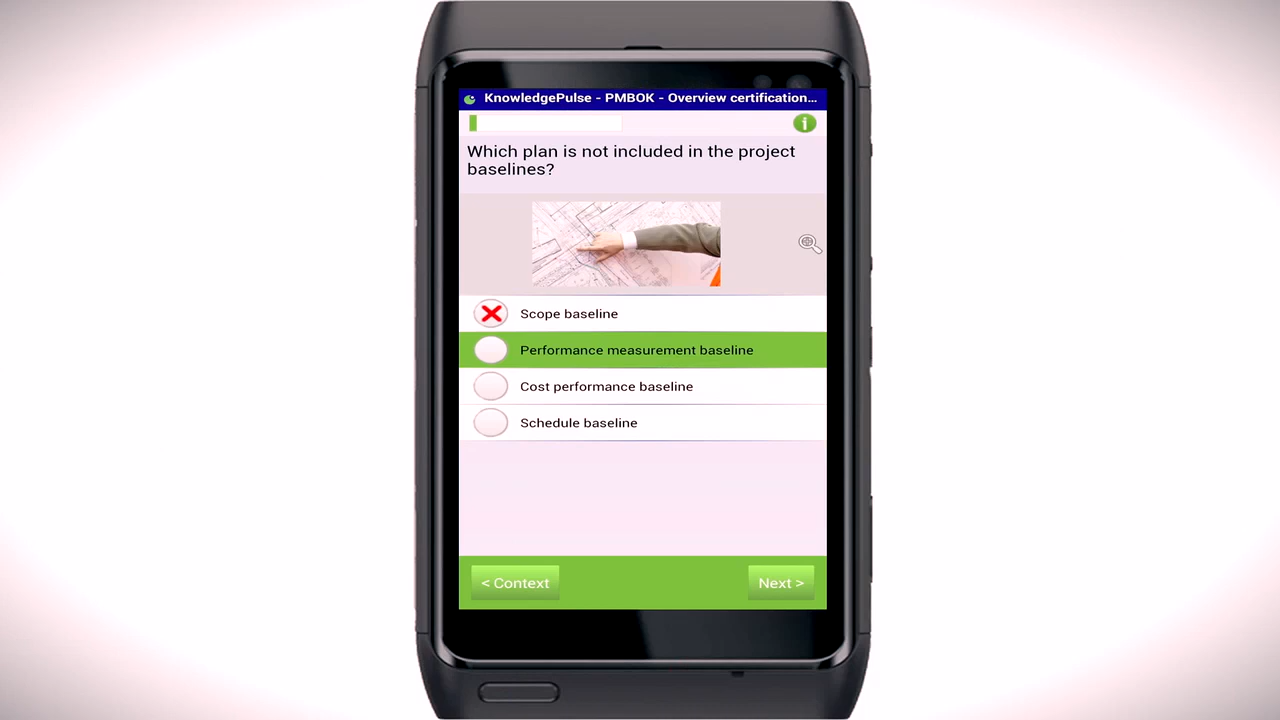 KnowledgePulse - PMBOK - Overview certification...
Which plan is not included in the project
baselines?
Scope baseline
Performance measurement baseline
Cost performance baseline
Schedule baseline
< Context
Next >